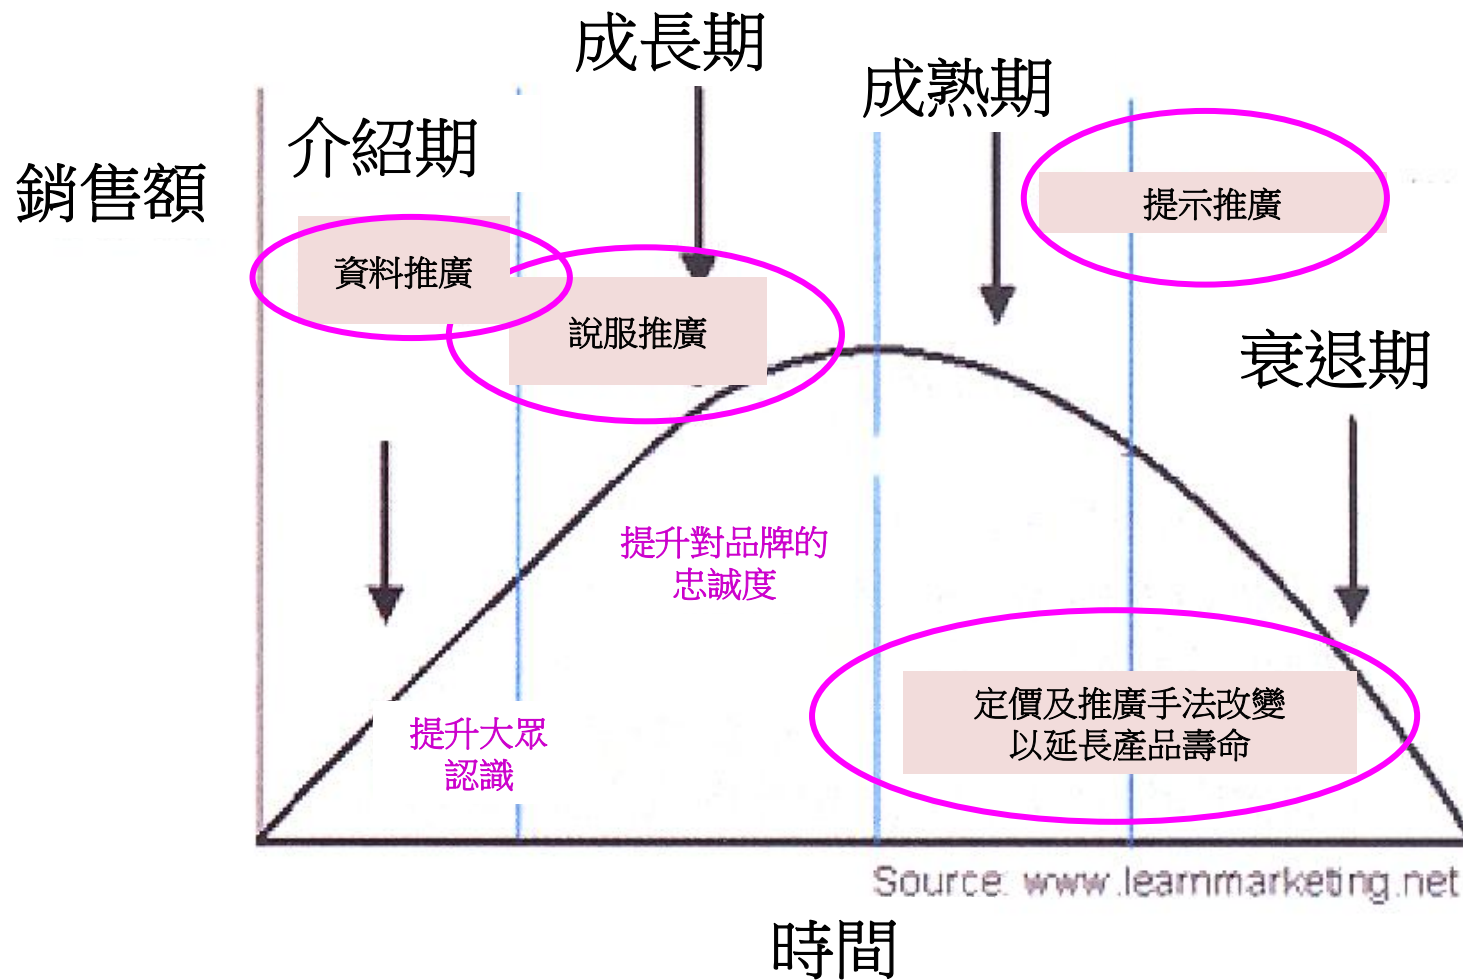 成長期
成熟期
介紹期
銷售額
提示推廣
資料推廣
說服推廣
衰退期
提升對品牌的
忠誠度
定價及推廣手法改變
以延長產品壽命
提升大眾
認識
Source: www.learnmarketing.net
時間